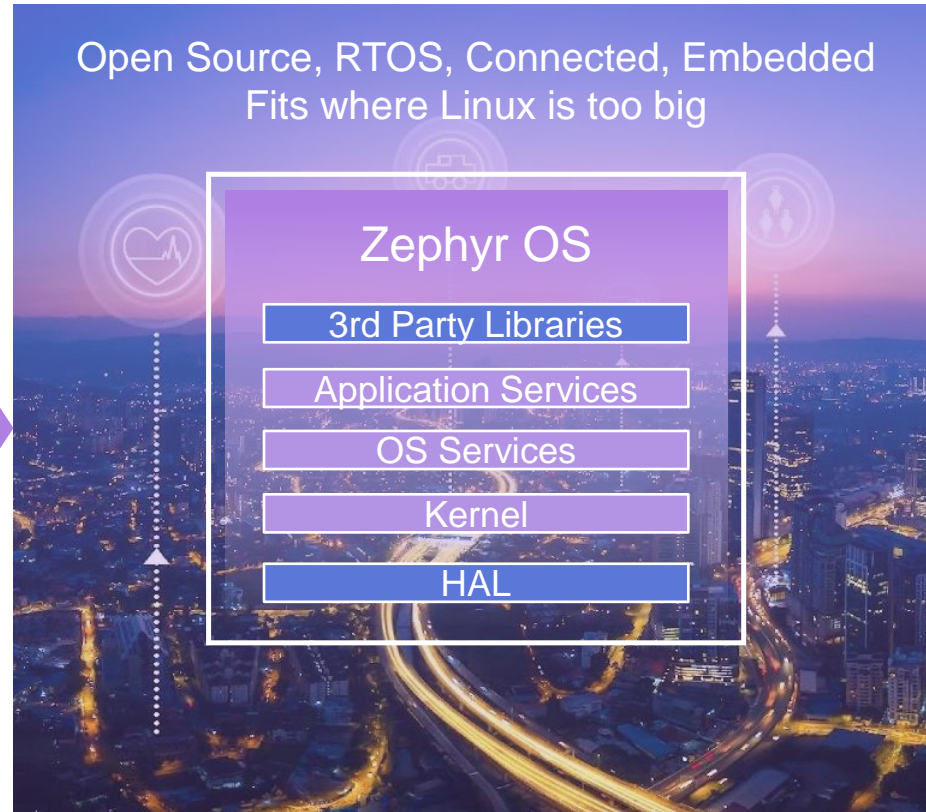 Open Source, RTOS, Connected, Embedded
Fits where Linux is too big
Zephyr OS
3rd Party Libraries
Application Services
OS Services
Kernel
HAL